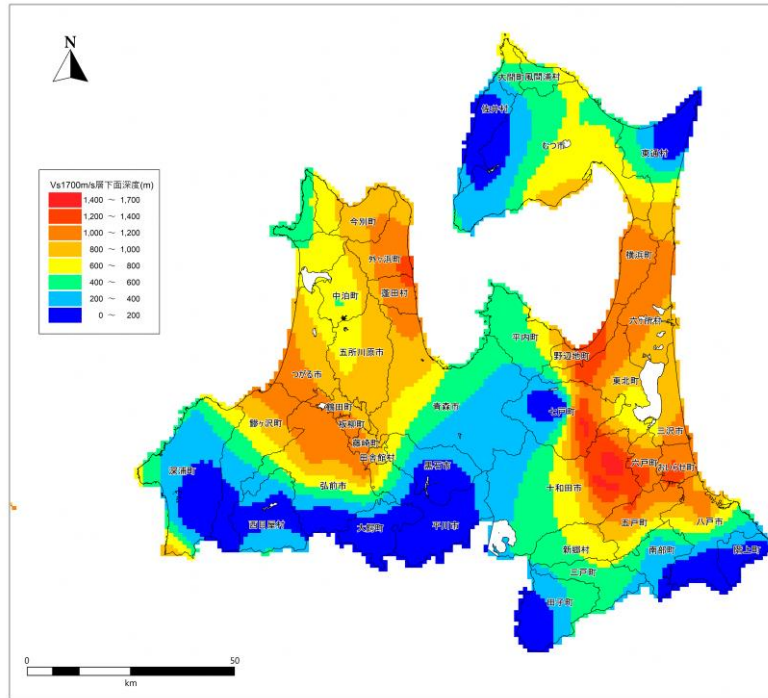 N
大間町
風間浦村
佐井村
むつ市
東通村
Vs1700m/s層下面深度(m)
1,400 ～ 1,700
1,200 ～ 1,400
1,000 ～ 1,200
800 ～ 1,000
600 ～ 800
400 ～ 600
200 ～ 400
0 ～ 200
今別町
外ヶ浜町
蓬田村
中泊町
横浜町
六ヶ所村
平内町
野辺地町
五所川原市
つがる市
東北町
鶴田町
青森市
七戸町
鰺ヶ沢町
板柳町
三沢市
藤崎町
田舎館村
黒石市
六戸町
おいらせ町
深浦町
弘前市
十和田市
西目屋村
大鰐町
平川市
五戸町
八戸市
新郷村
南部町
階上町
三戸町
田子町
0
50
km